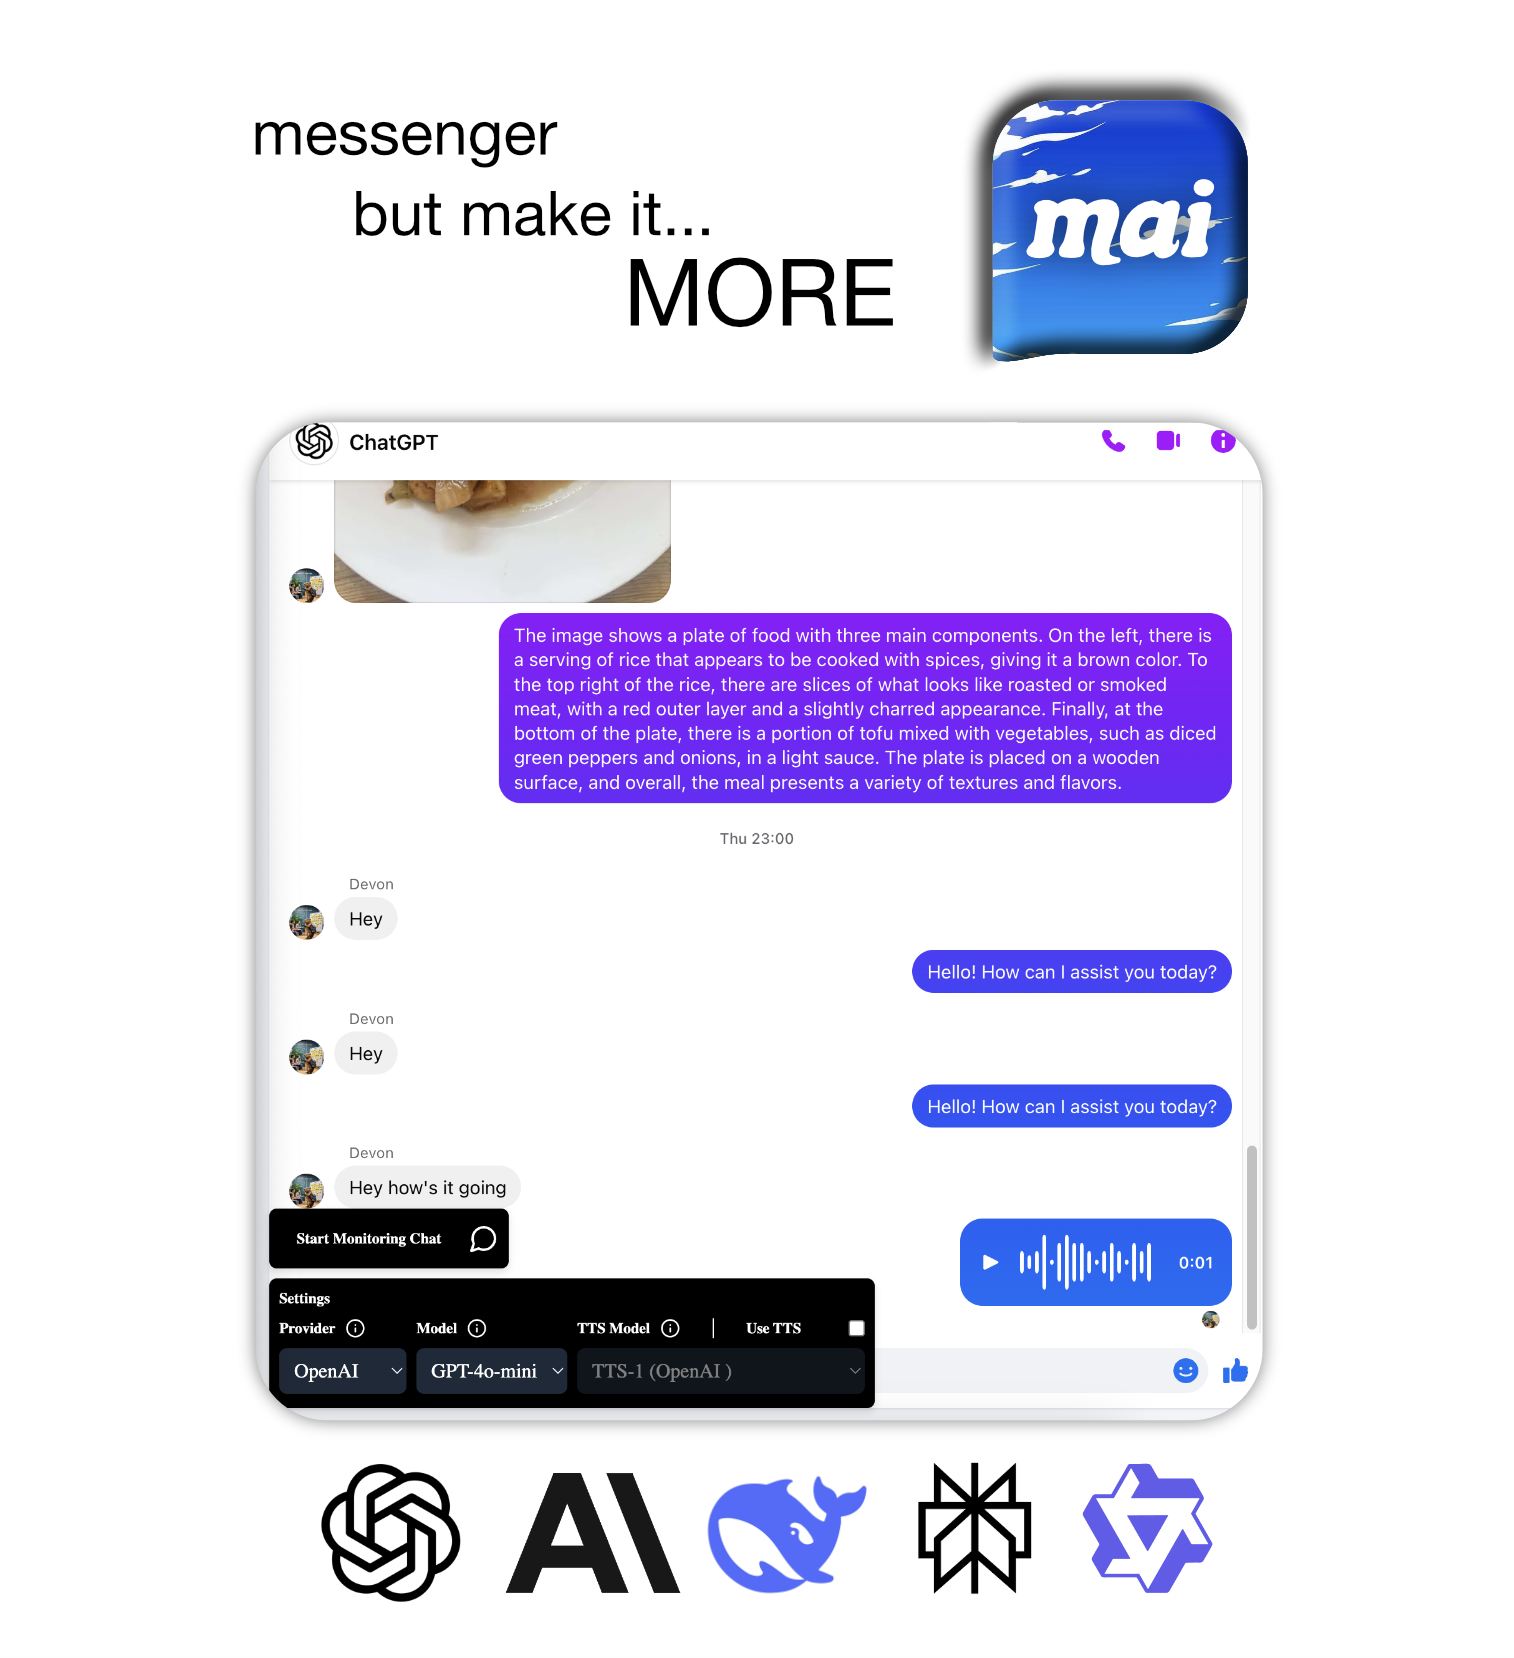 messenger
but make it...
MORE
mai
ChatGPT
The image shows a plate of food with three main components. On the left, there is
a serving of rice that appears to be cooked with spices, giving it a brown color. To
the top right of the rice, there are slices of what looks like roasted or smoked
meat, with a red outer layer and a slightly charred appearance. Finally, at the
bottom of the plate, there is a portion of tofu mixed with vegetables, such as diced
green peppers and onions, in a light sauce. The plate is placed on a wooden
surface, and overall, the meal presents a variety of textures and flavors.
Thu 23:00
Devon
Hey
Hello! How can I assist you today?
Devon
Hey
Hello! How can I assist you today?
Devon
Hey how's it going
Start Monitoring Chat
0:01
Settings
Provider Model TTS Model | Use TTS
OpenAI GPT-4o-mini TTS-1 (OpenAI )